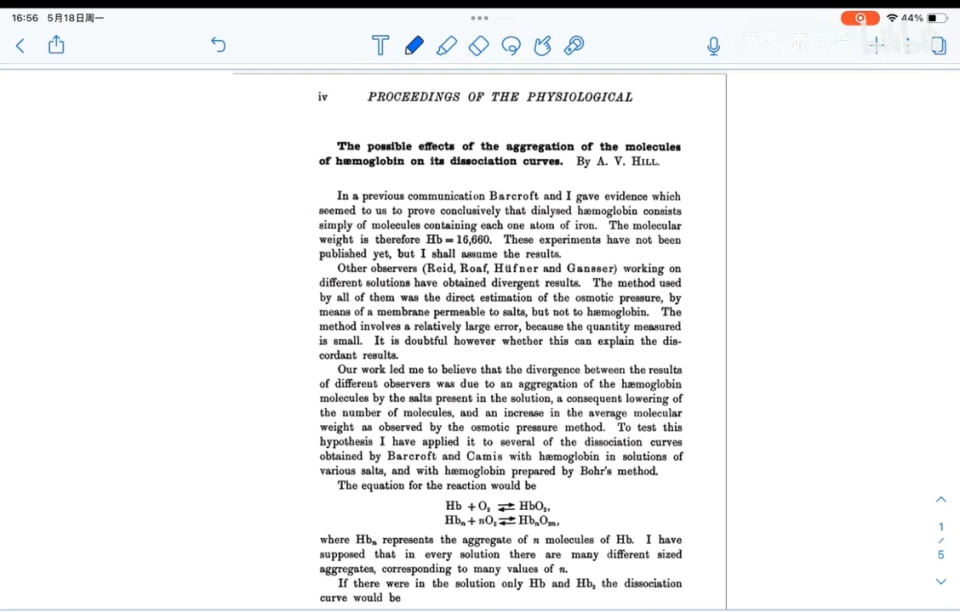 16:56 5月18日周一
44%
iv PROCEEDINGS OF THE PHYSIOLOGICAL
The possible effects of the aggregation of the molecules
of hæmoglobin on its dissociation curves. By A. V. HILL.
In a previous communication Barcroft and I gave evidence which
seemed to us to prove conclusively that dialysed hæmoglobin consists
simply of molecules containing each one atom of iron. The molecular
weight is therefore Hb = 16,660. These experiments have not been
published yet, but I shall assume the results.
Other observers (Reid, Roaf, Hüfner and Gansser) working on
different solutions have obtained divergent results. The method used
by all of them was the direct estimation of the osmotic pressure, by
means of a membrane permeable to salts, but not to hæmoglobin. The
method involves a relatively large error, because the quantity measured
is small. It is doubtful however whether this can explain the dis-
cordant results.
Our work led me to believe that the divergence between the results
of different observers was due to an aggregation of the hæmoglobin
molecules by the salts present in the solution, a consequent lowering of
the number of molecules, and an increase in the average molecular
weight as observed by the osmotic pressure method. To test this
hypothesis I have applied it to several of the dissociation curves
obtained by Barcroft and Camis with hæmoglobin in solutions of
various salts, and with hæmoglobin prepared by Bohr's method.
The equation for the reaction would be
Hb + O₂ ⇌ HbO₂,
Hbₙ + nO₂ ⇌ HbₙO₂ₙ,
where Hbₙ represents the aggregate of n molecules of Hb. I have
supposed that in every solution there are many different sized
aggregates, corresponding to many values of n.
If there were in the solution only Hb and Hb₂ the dissociation
curve would be
1
/
5